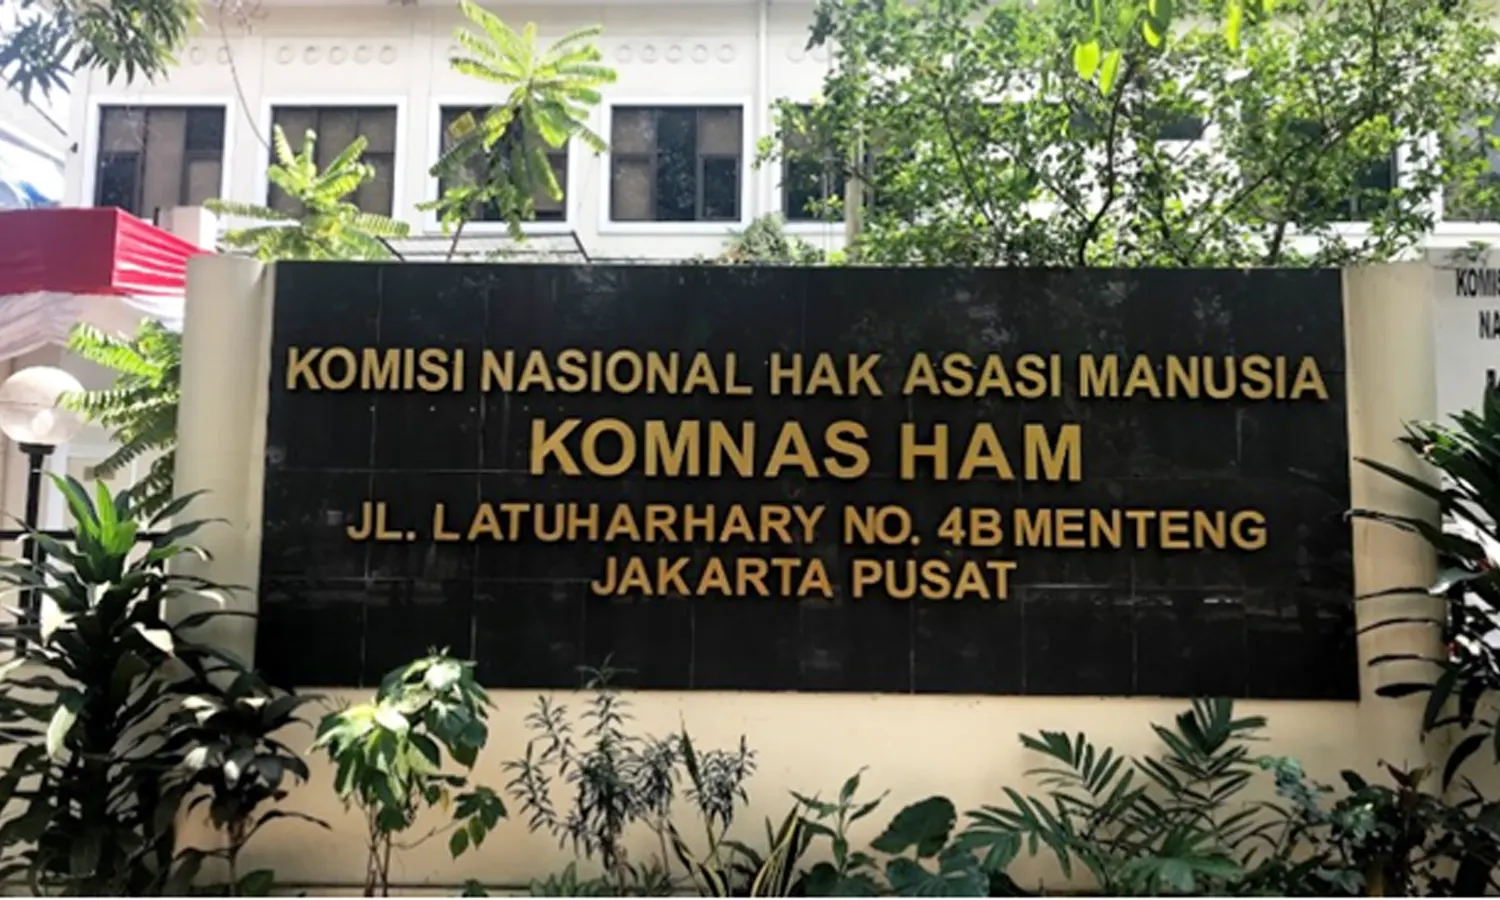 KOMISI NASIONAL HAK ASASI MANUSIA
KOMNAS HAM
JL. LATUHARHARY NO. 4B MENTENG
JAKARTA PUSAT